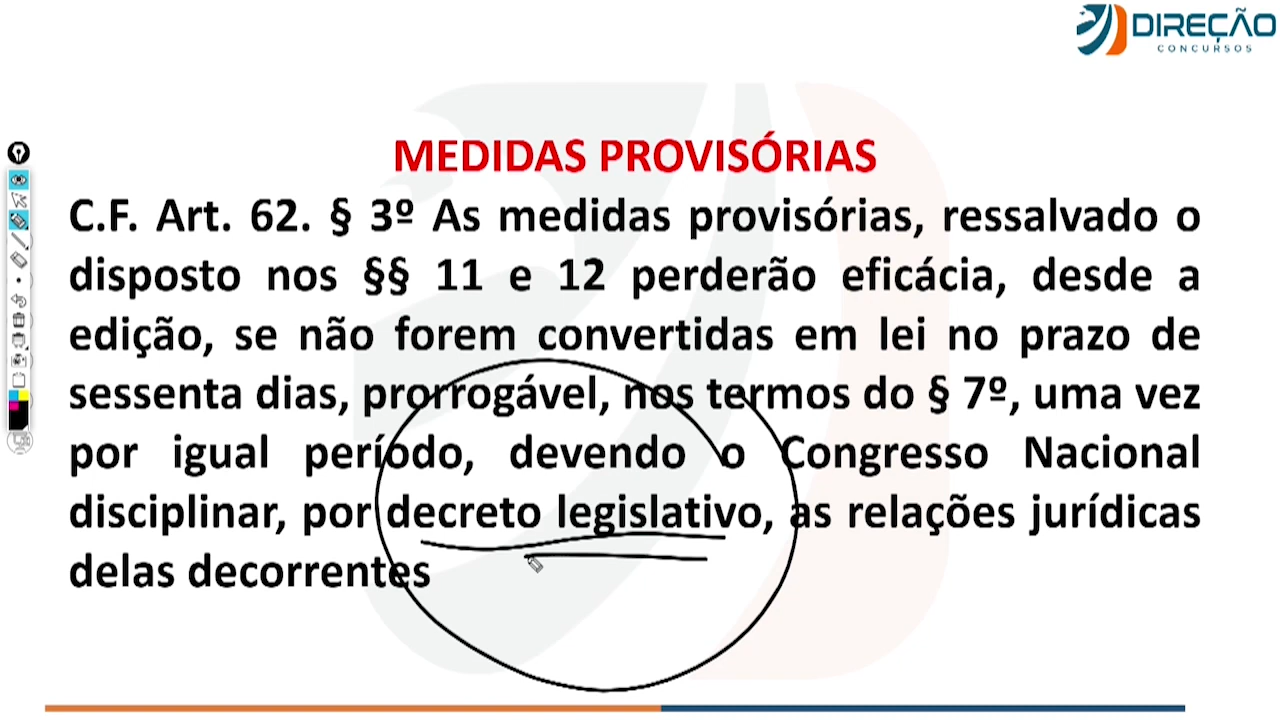 DIREÇÃO
CONCURSOS
MEDIDAS PROVISÓRIAS
C.F. Art. 62. § 3º As medidas provisórias, ressalvado o
disposto nos §§ 11 e 12 perderão eficácia, desde a
edição, se não forem convertidas em lei no prazo de
sessenta dias, prorrogável, nos termos do § 7º, uma vez
por igual período, devendo o Congresso Nacional
disciplinar, por decreto legislativo, as relações jurídicas
delas decorrentes